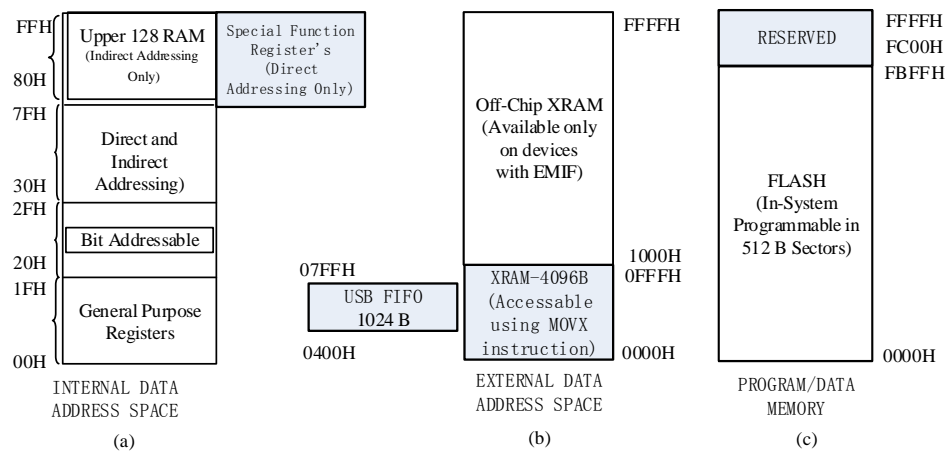 FFH
Upper 128 RAM
(Indirect Addressing
Only)
80H
Special Function
Register's
(Direct
Addressing Only)
7FH
Direct and
Indirect
Addressing)
30H
2FH
Bit Addressable
20H
1FH
General Purpose
Registers
00H
INTERNAL DATA
ADDRESS SPACE
(a)
FFFFH
Off-Chip XRAM
(Available only
on devices
with EMIF)
1000H
0FFFH
07FFH
USB FIFO
1024 B
0400H
XRAM-4096B
(Accessable
using MOVX
instruction)
0000H
EXTERNAL DATA
ADDRESS SPACE
(b)
FFFFH
RESERVED
FC00H
FBFFH
FLASH
(In-System
Programmable in
512 B Sectors)
0000H
PROGRAM/DATA
MEMORY
(c)